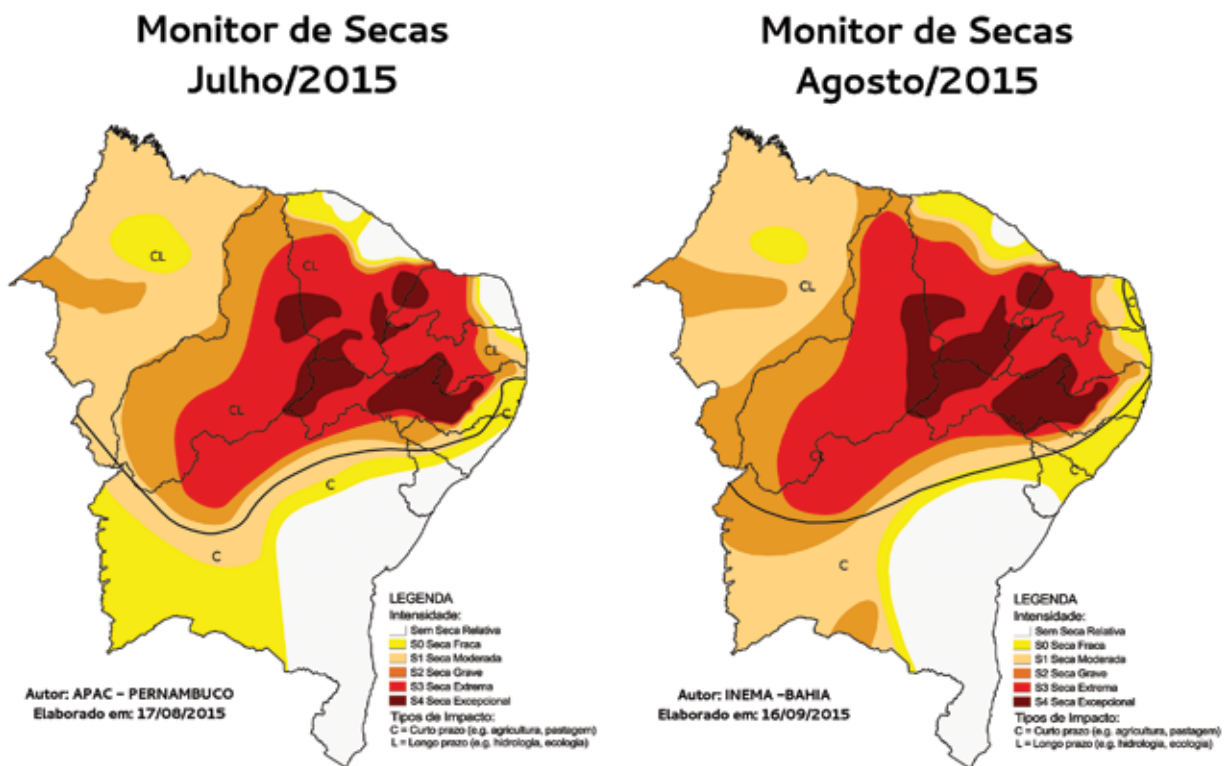 Monitor de Secas
Julho/2015
CL
CL
CL
CL
C
C
C
LEGENDA
Intensidade:
Sem Seca Relativa
S0 Seca Fraca
S1 Seca Moderada
S2 Seca Grave
S3 Seca Extrema
S4 Seca Excepcional
Tipos de Impacto:
C = Curto prazo (e.g. agricultura, pastagem)
L = Longo prazo (e.g. hidrologia, ecologia)
Autor: APAC - PERNAMBUCO
Elaborado em: 17/08/2015
Monitor de Secas
Agosto/2015
CL
C
CL
CL
C
C
LEGENDA
Intensidade:
Sem Seca Relativa
S0 Seca Fraca
S1 Seca Moderada
S2 Seca Grave
S3 Seca Extrema
S4 Seca Excepcional
Tipos de Impacto:
C = Curto prazo (e.g. agricultura, pastagem)
L = Longo prazo (e.g. hidrologia, ecologia)
Autor: INEMA -BAHIA
Elaborado em: 16/09/2015